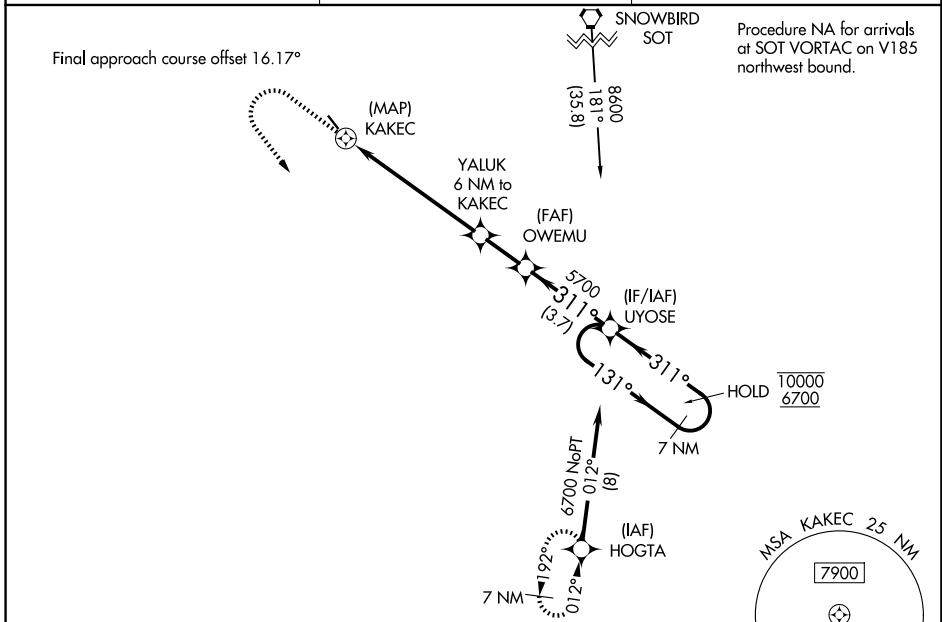 Final approach course offset 16.17°
SNOWBIRD
SOT
Procedure NA for arrivals
at SOT VORTAC on V185
northwest bound.
8600
181°
(35.8)
(MAP)
KAKEC
YALUK
6 NM to
KAKEC
(FAF)
OWEMU
5700
311°
(3.7)
(IF/IAF)
UYOSE
311°
131°
HOLD
10000
6700
7 NM
6700 NoPT
012°
(8)
(IAF)
HOGTA
192°
012°
7 NM
MSA KAKEC 25 NM
7900